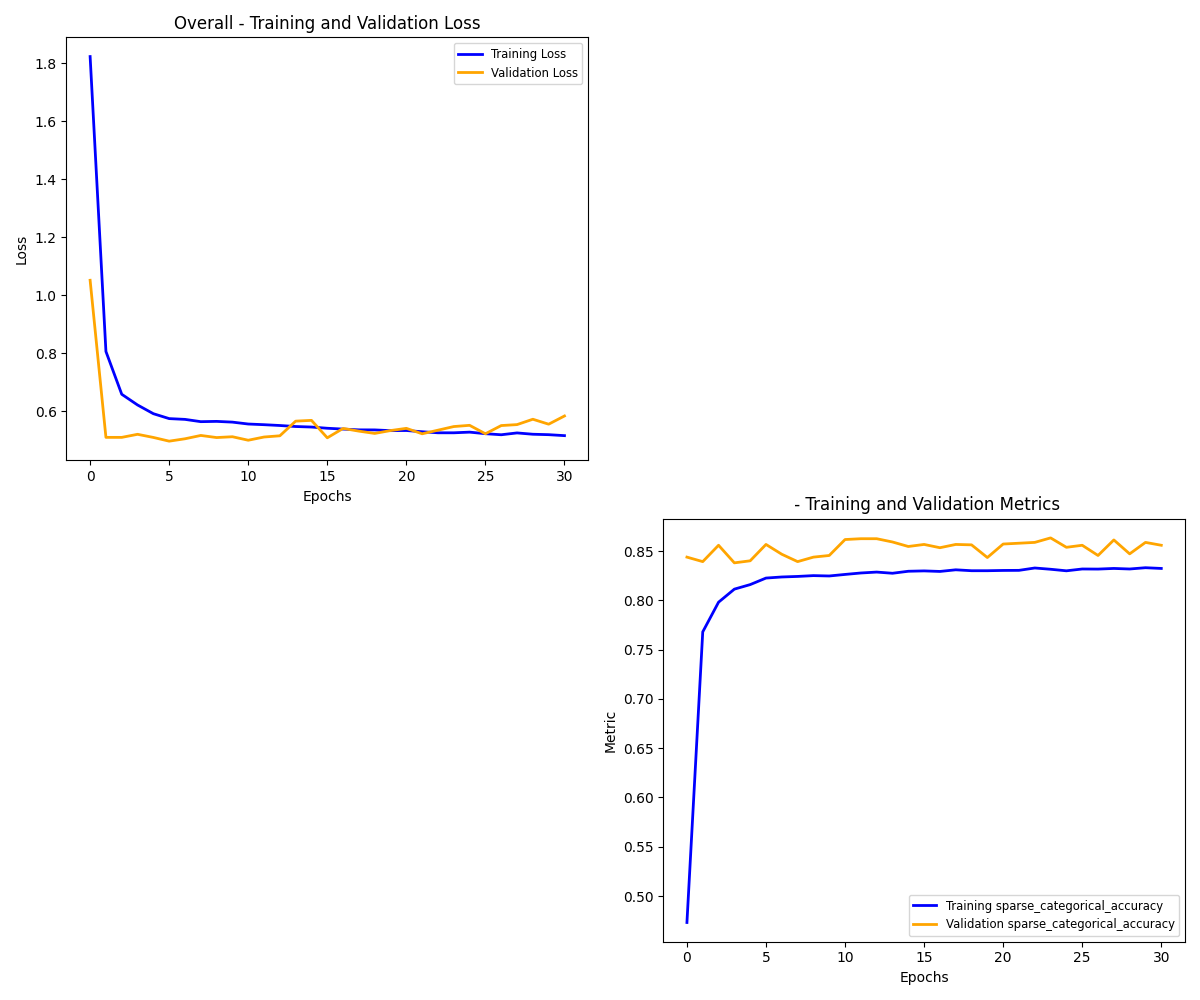 Overall - Training and Validation Loss
Training Loss
Validation Loss
1.8
1.6
1.4
1.2
1.0
0.8
0.6
Loss
0 5 10 15 20 25 30
Epochs
- Training and Validation Metrics
0.85
0.80
0.75
0.70
0.65
0.60
0.55
0.50
Metric
Training sparse_categorical_accuracy
Validation sparse_categorical_accuracy
0 5 10 15 20 25 30
Epochs